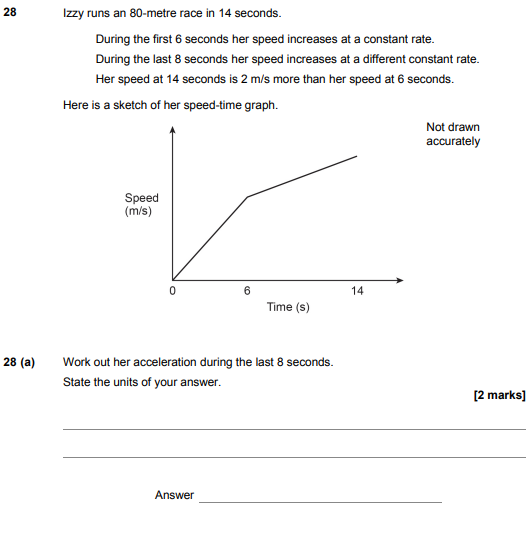 28 Izzy runs an 80-metre race in 14 seconds.
During the first 6 seconds her speed increases at a constant rate.
During the last 8 seconds her speed increases at a different constant rate.
Her speed at 14 seconds is 2 m/s more than her speed at 6 seconds.
Here is a sketch of her speed-time graph.
Not drawn
accurately
Speed
(m/s)
0 6 14
Time (s)
28 (a) Work out her acceleration during the last 8 seconds.
State the units of your answer.
[2 marks]
Answer